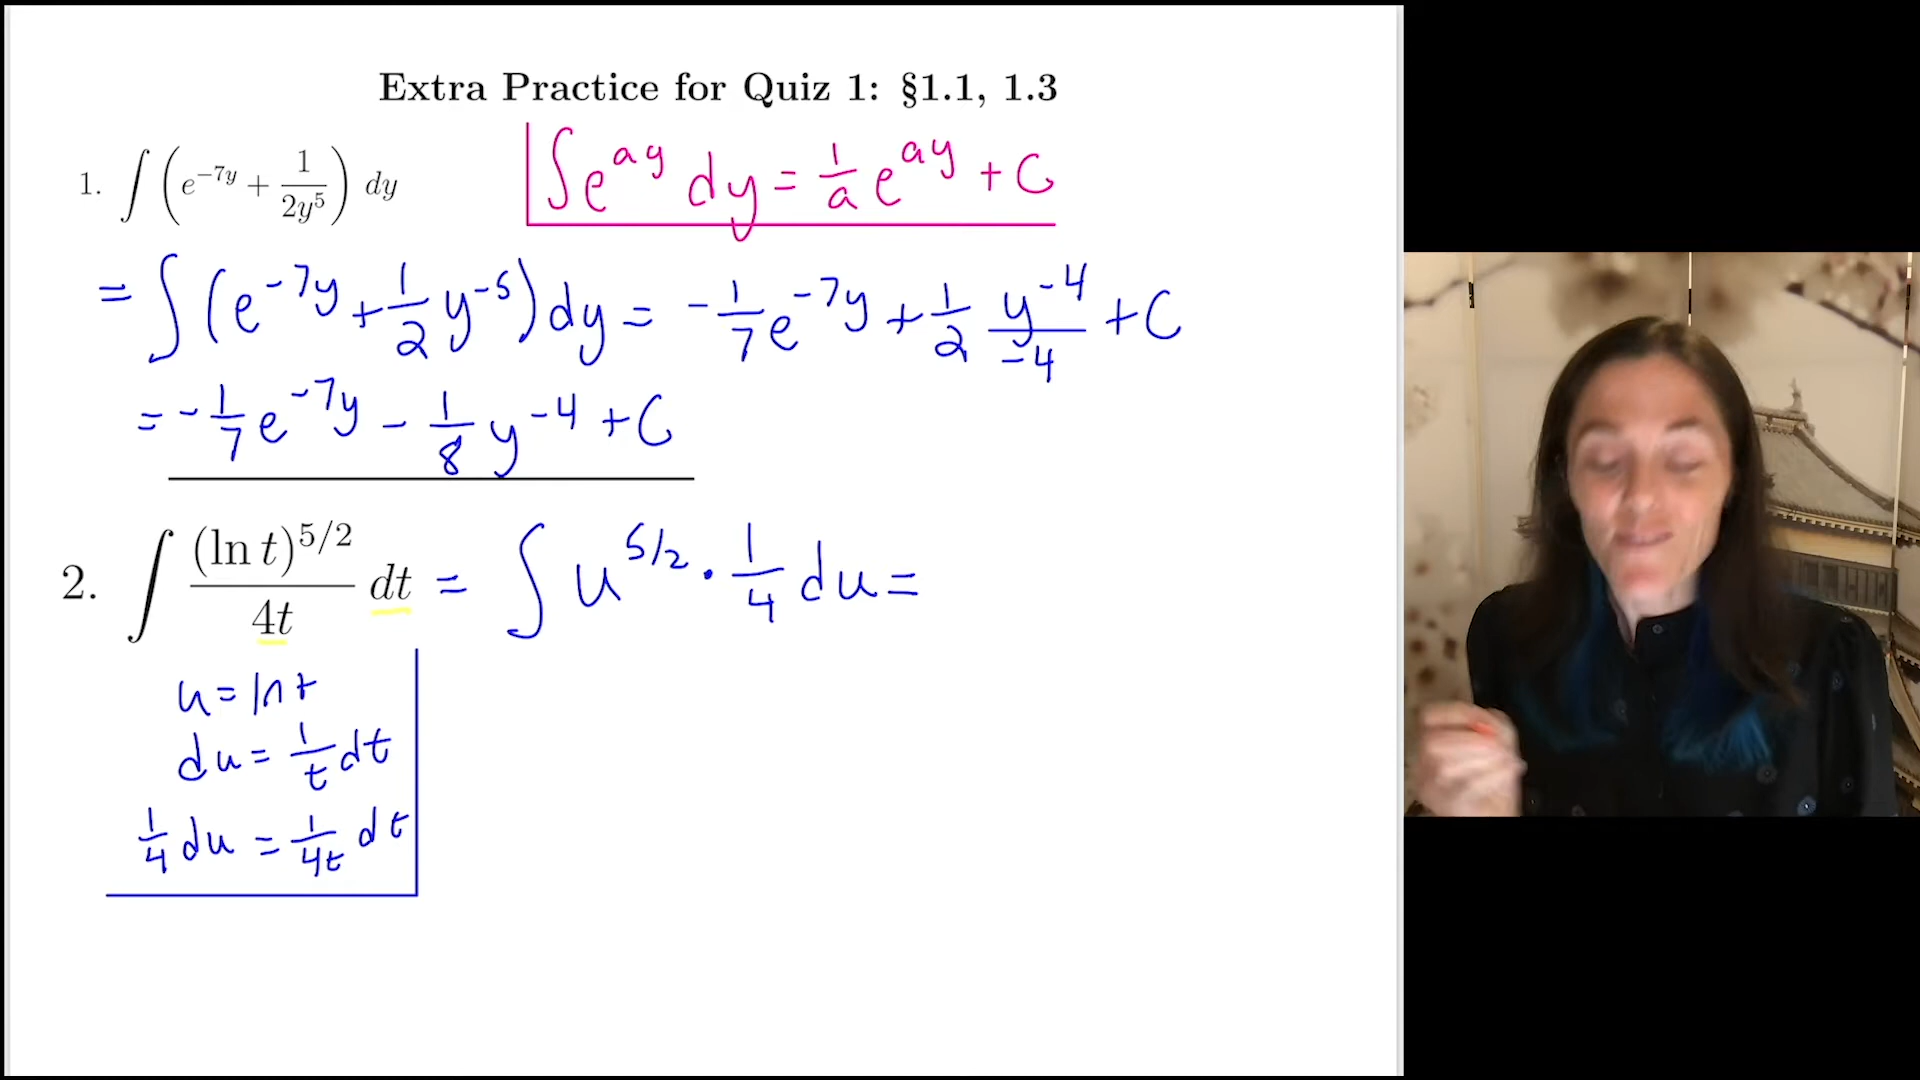 Extra Practice for Quiz 1: §1.1, 1.3
1. ∫ (e^{-7y} + 1/(2y^5)) dy
∫e^{ay} dy = 1/a e^{ay} + C
= ∫(e^{-7y} + 1/2 y^{-5})dy = -1/7 e^{-7y} + 1/2 y^{-4}/-4 + C
= -1/7 e^{-7y} - 1/8 y^{-4} + C
2. ∫ (ln t)^{5/2}/4t dt = ∫ u^{5/2} · 1/4 du =
u = ln t
du = 1/t dt
1/4 du = 1/4t dt